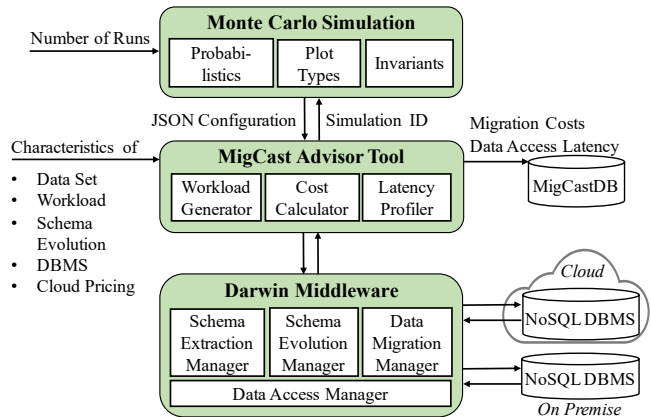 Monte Carlo Simulation
Number of Runs
Probabi-
listics
Plot
Types
Invariants
JSON Configuration
Simulation ID
Characteristics of
• Data Set
• Workload
• Schema
Evolution
• DBMS
• Cloud Pricing
MigCast Advisor Tool
Workload
Generator
Cost
Calculator
Latency
Profiler
Migration Costs
Data Access Latency
MigCastDB
Darwin Middleware
Schema
Extraction
Manager
Schema
Evolution
Manager
Data
Migration
Manager
Data Access Manager
Cloud
NoSQL DBMS
NoSQL DBMS
On Premise